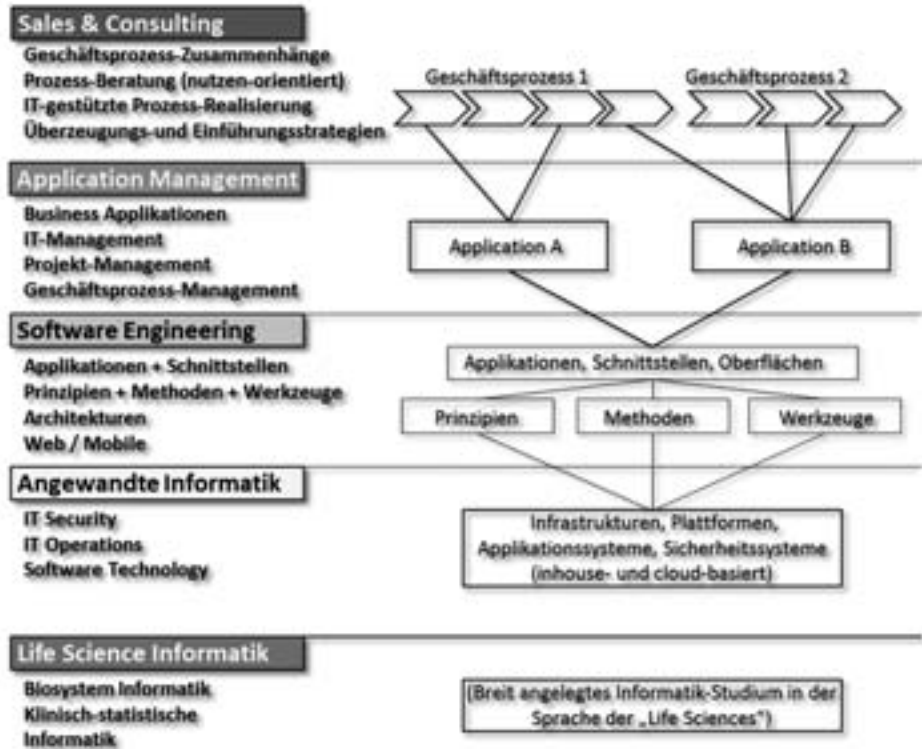 Sales & Consulting
Geschäftsprozess-Zusammenhänge
Prozess-Beratung (nutzen-orientiert)
IT-gestützte Prozess-Realisierung
Überzeugungs-und Einführungsstrategien
Geschäftsprozess 1
Geschäftsprozess 2
Application Management
Business Applikationen
IT-Management
Projekt-Management
Geschäftsprozess-Management
Application A
Application B
Software Engineering
Applikationen + Schnittstellen
Prinzipien + Methoden + Werkzeuge
Architekturen
Web / Mobile
Applikationen, Schnittstellen, Oberflächen
Prinzipien
Methoden
Werkzeuge
Angewandte Informatik
IT Security
IT Operations
Software Technology
Infrastrukturen, Plattformen,
Applikationssysteme, Sicherheitssysteme
(inhouse- und cloud-basiert)
Life Science Informatik
Biosystem Informatik
Klinisch-statistische
Informatik
(Breit angelegtes Informatik-Studium in der
Sprache der „Life Sciences")